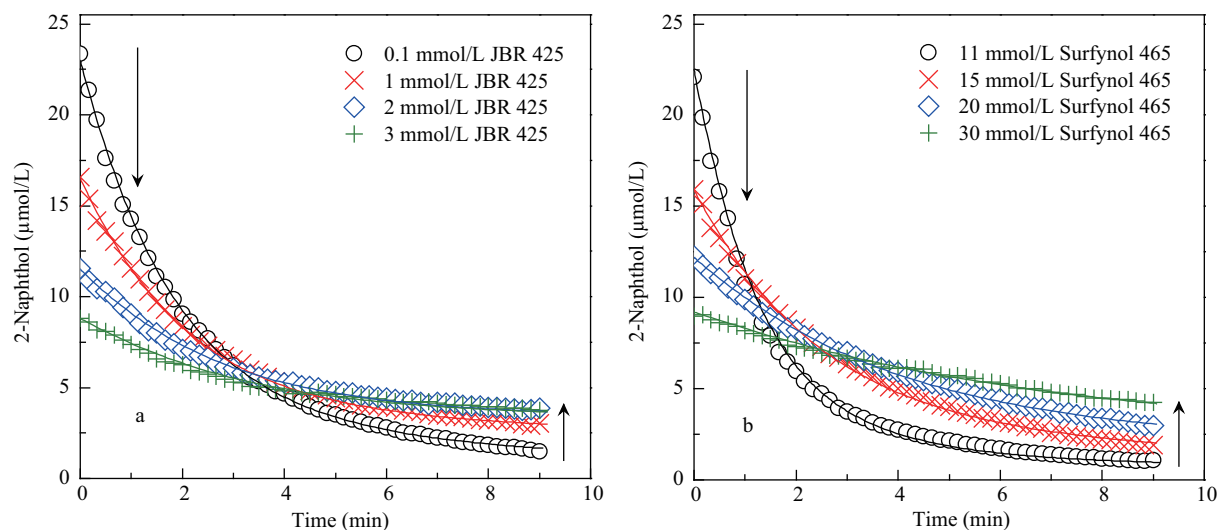 25
20
15
10
5
0
0
2
4
6
8
10
2-Naphthol (μmol/L)
Time (min)
0.1 mmol/L JBR 425
1 mmol/L JBR 425
2 mmol/L JBR 425
3 mmol/L JBR 425
a
25
20
15
10
5
0
0
2
4
6
8
10
2-Naphthol (μmol/L)
Time (min)
11 mmol/L Surfynol 465
15 mmol/L Surfynol 465
20 mmol/L Surfynol 465
30 mmol/L Surfynol 465
b